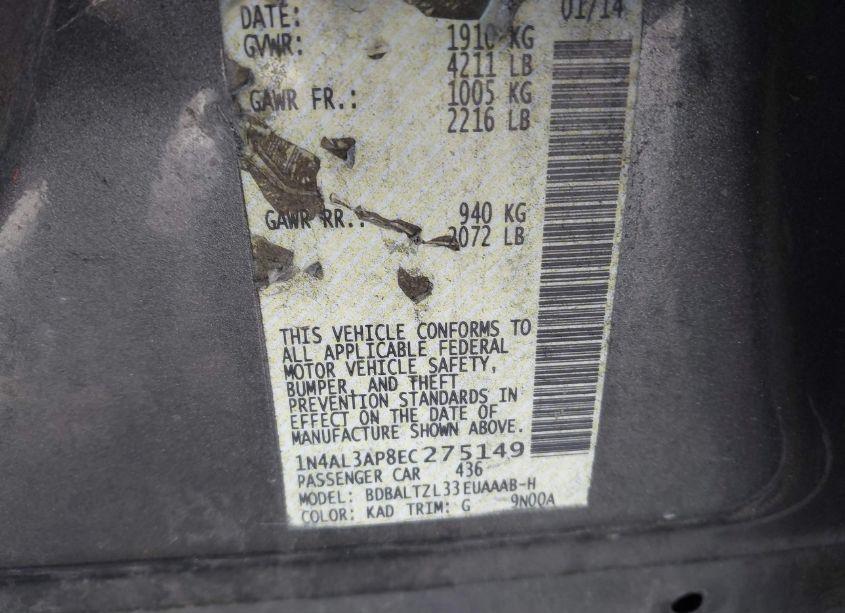 DATE: 01/14
GVWR: 1910 KG
4211 LB
GAWR FR.: 1005 KG
2216 LB
GAWR RR.: 940 KG
2072 LB
THIS VEHICLE CONFORMS TO
ALL APPLICABLE FEDERAL
MOTOR VEHICLE SAFETY,
BUMPER, AND THEFT
PREVENTION STANDARDS IN
EFFECT ON THE DATE OF
MANUFACTURE SHOWN ABOVE.
1N4AL3AP8EC275149
PASSENGER CAR 436
MODEL: BDBALTZL33EUAAAB-H
COLOR: KAD TRIM: G 9N00A